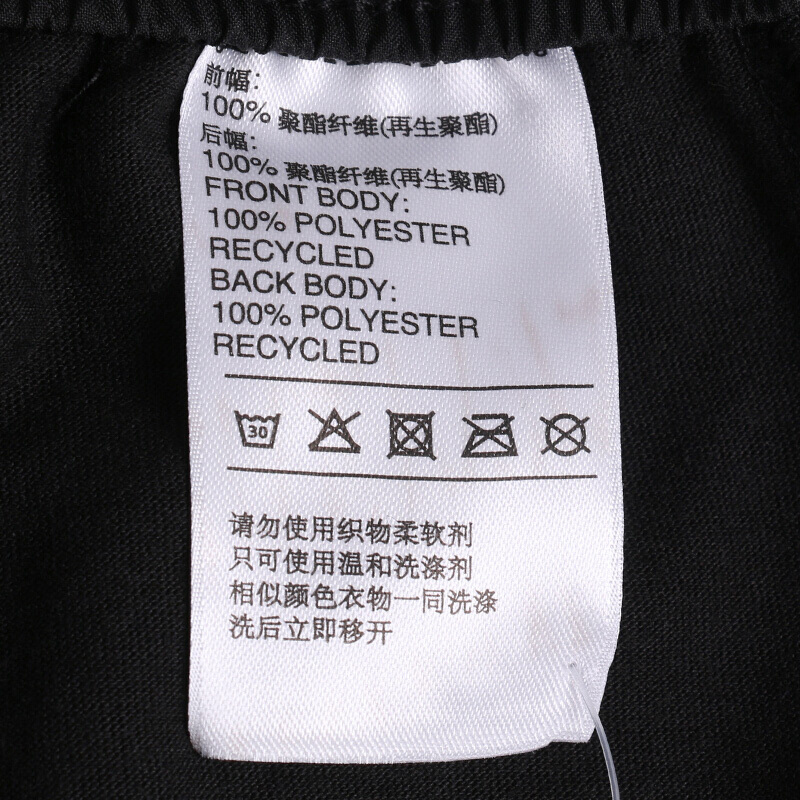 前幅:
100% 聚酯纤维(再生聚酯)
后幅:
100% 聚酯纤维(再生聚酯)
FRONT BODY:
100% POLYESTER
RECYCLED
BACK BODY:
100% POLYESTER
RECYCLED
30
请勿使用织物柔软剂
只可使用温和洗涤剂
相似颜色衣物一同洗涤
洗后立即移开